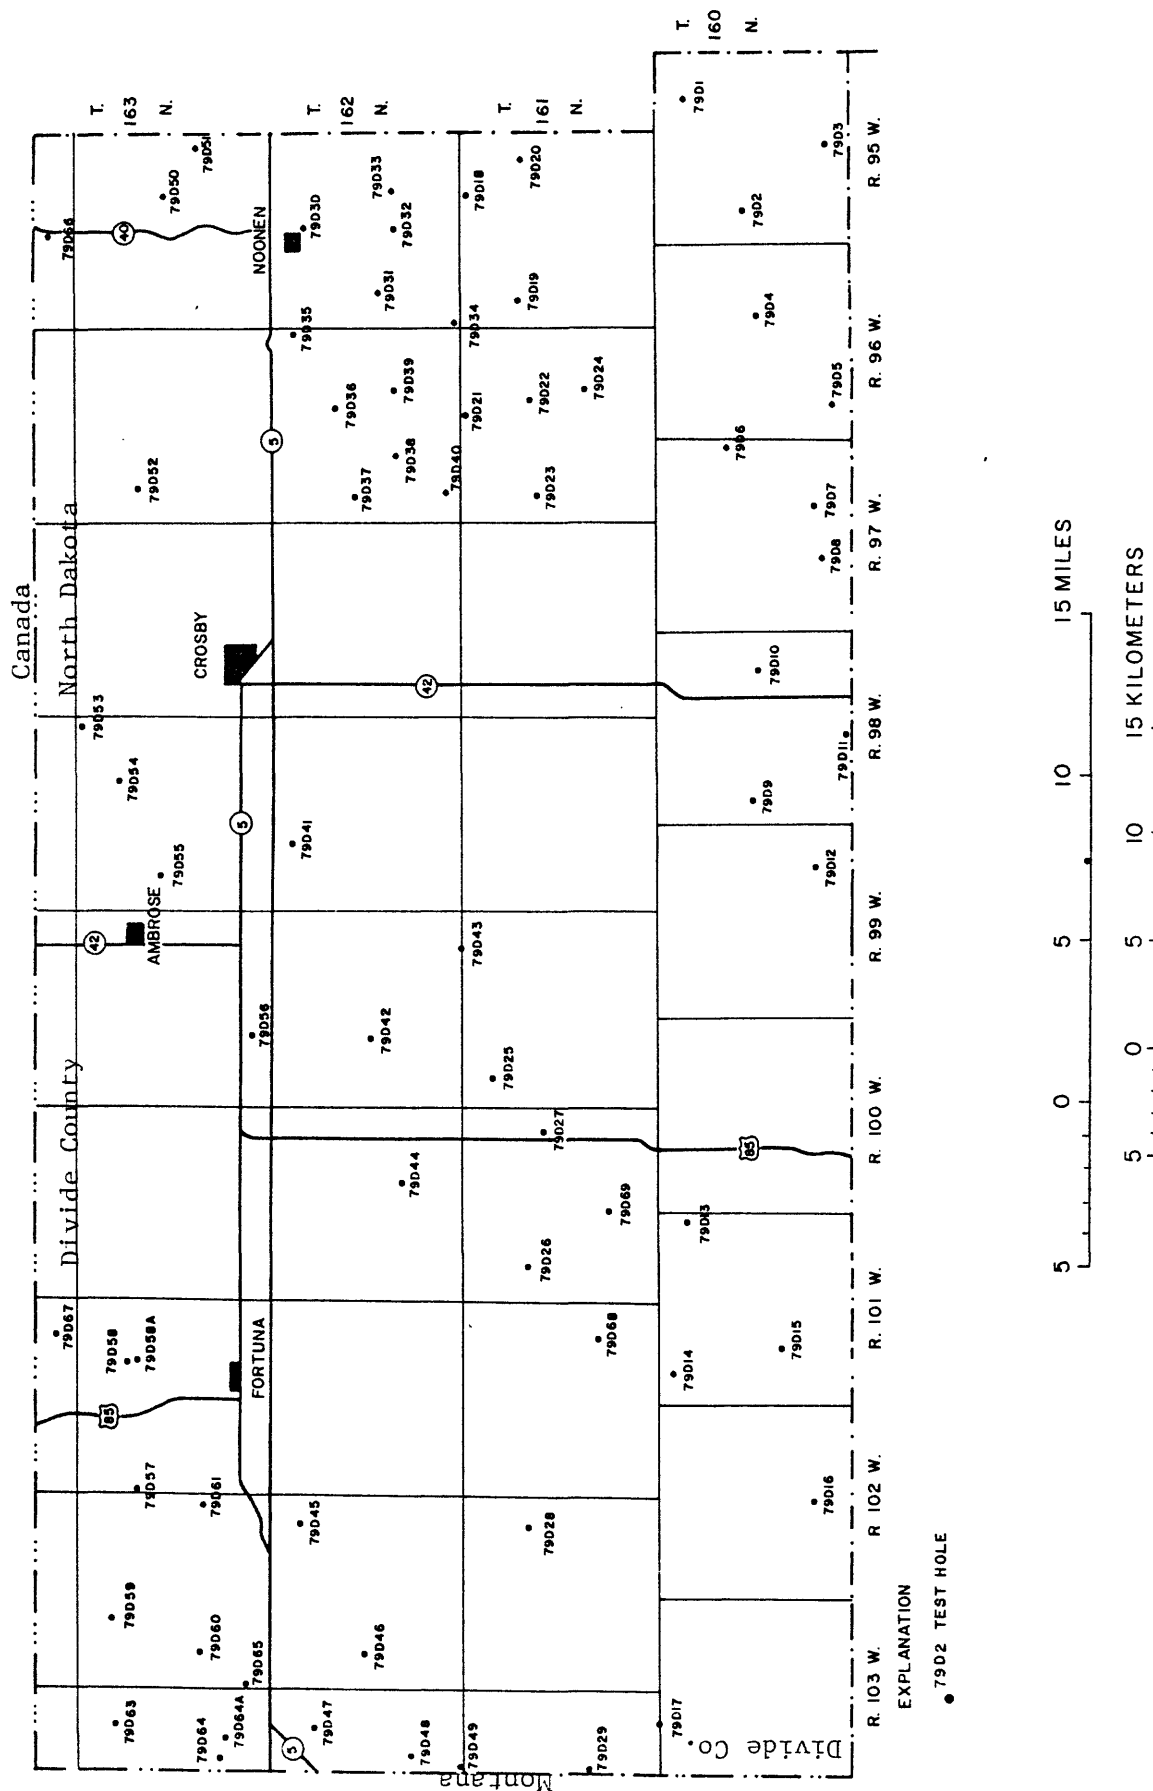 Canada
North Dakota
Divide County
Montana
Divide Co.
T. 163 N.
T. 162 N.
T. 161 N.
T. 160 N.
79D63
79D64
79D64A
79D65
79D60
79D59
79D61
79D57
85
79D58
79D58A
79D67
FORTUNA
79D56
42
AMBROSE
79D55
79D54
79D53
5
CROSBY
79D52
5
40
79D66
79D50
79D51
NOONEN
5
79D47
79D48
79D49
79D46
79D45
79D44
79D42
79D43
79D41
42
79D37
79D38
79D40
79D36
79D39
79D35
79D34
79D31
79D30
79D32
79D33
79D29
79D28
79D68
79D26
79D69
79D27
79D25
79D23
79D21
79D22
79D24
79D19
79D18
79D20
79D17
79D16
79D14
79D15
79D13
85
79D12
79D9
79D11
79D10
79D8
79D7
79D6
79D5
79D4
79D2
79D3
79D1
R. 103 W.
R 102 W.
R. 101 W.
R. 100 W.
R. 99 W.
R. 98 W.
R. 97 W.
R. 96 W.
R. 95 W.
EXPLANATION
79D2 TEST HOLE
5 0 5 10 15 MILES
5 0 5 10 15 KILOMETERS